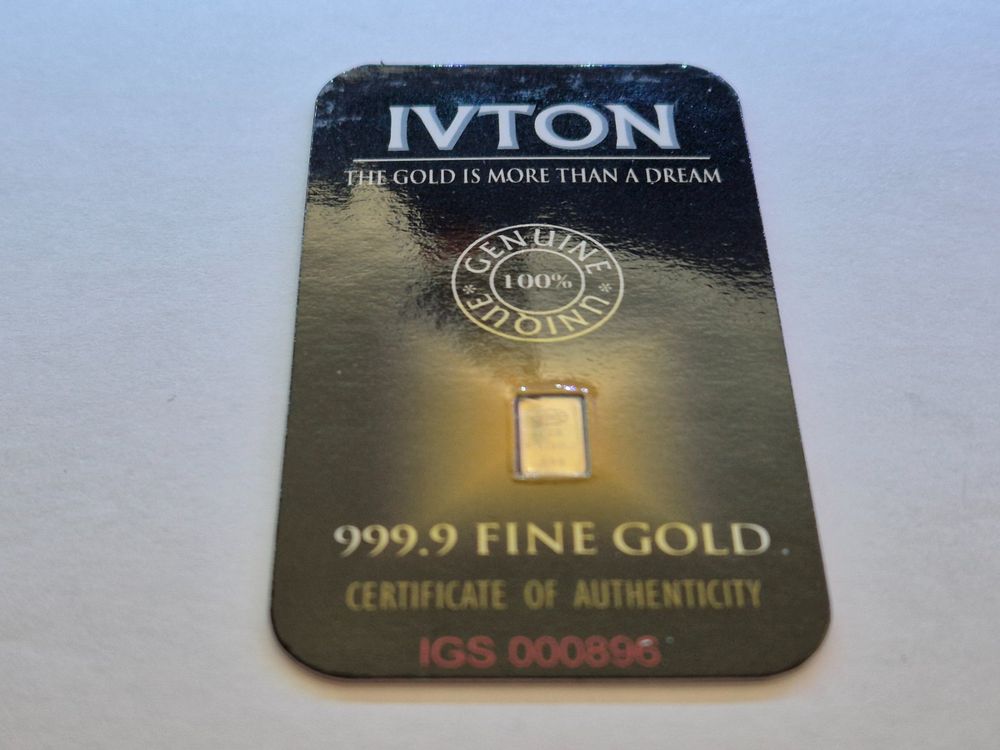 IVTON
THE GOLD IS MORE THAN A DREAM
GENUINE
100%
* UNIQUE *
999.9 FINE GOLD
CERTIFICATE OF AUTHENTICITY
IGS 000896